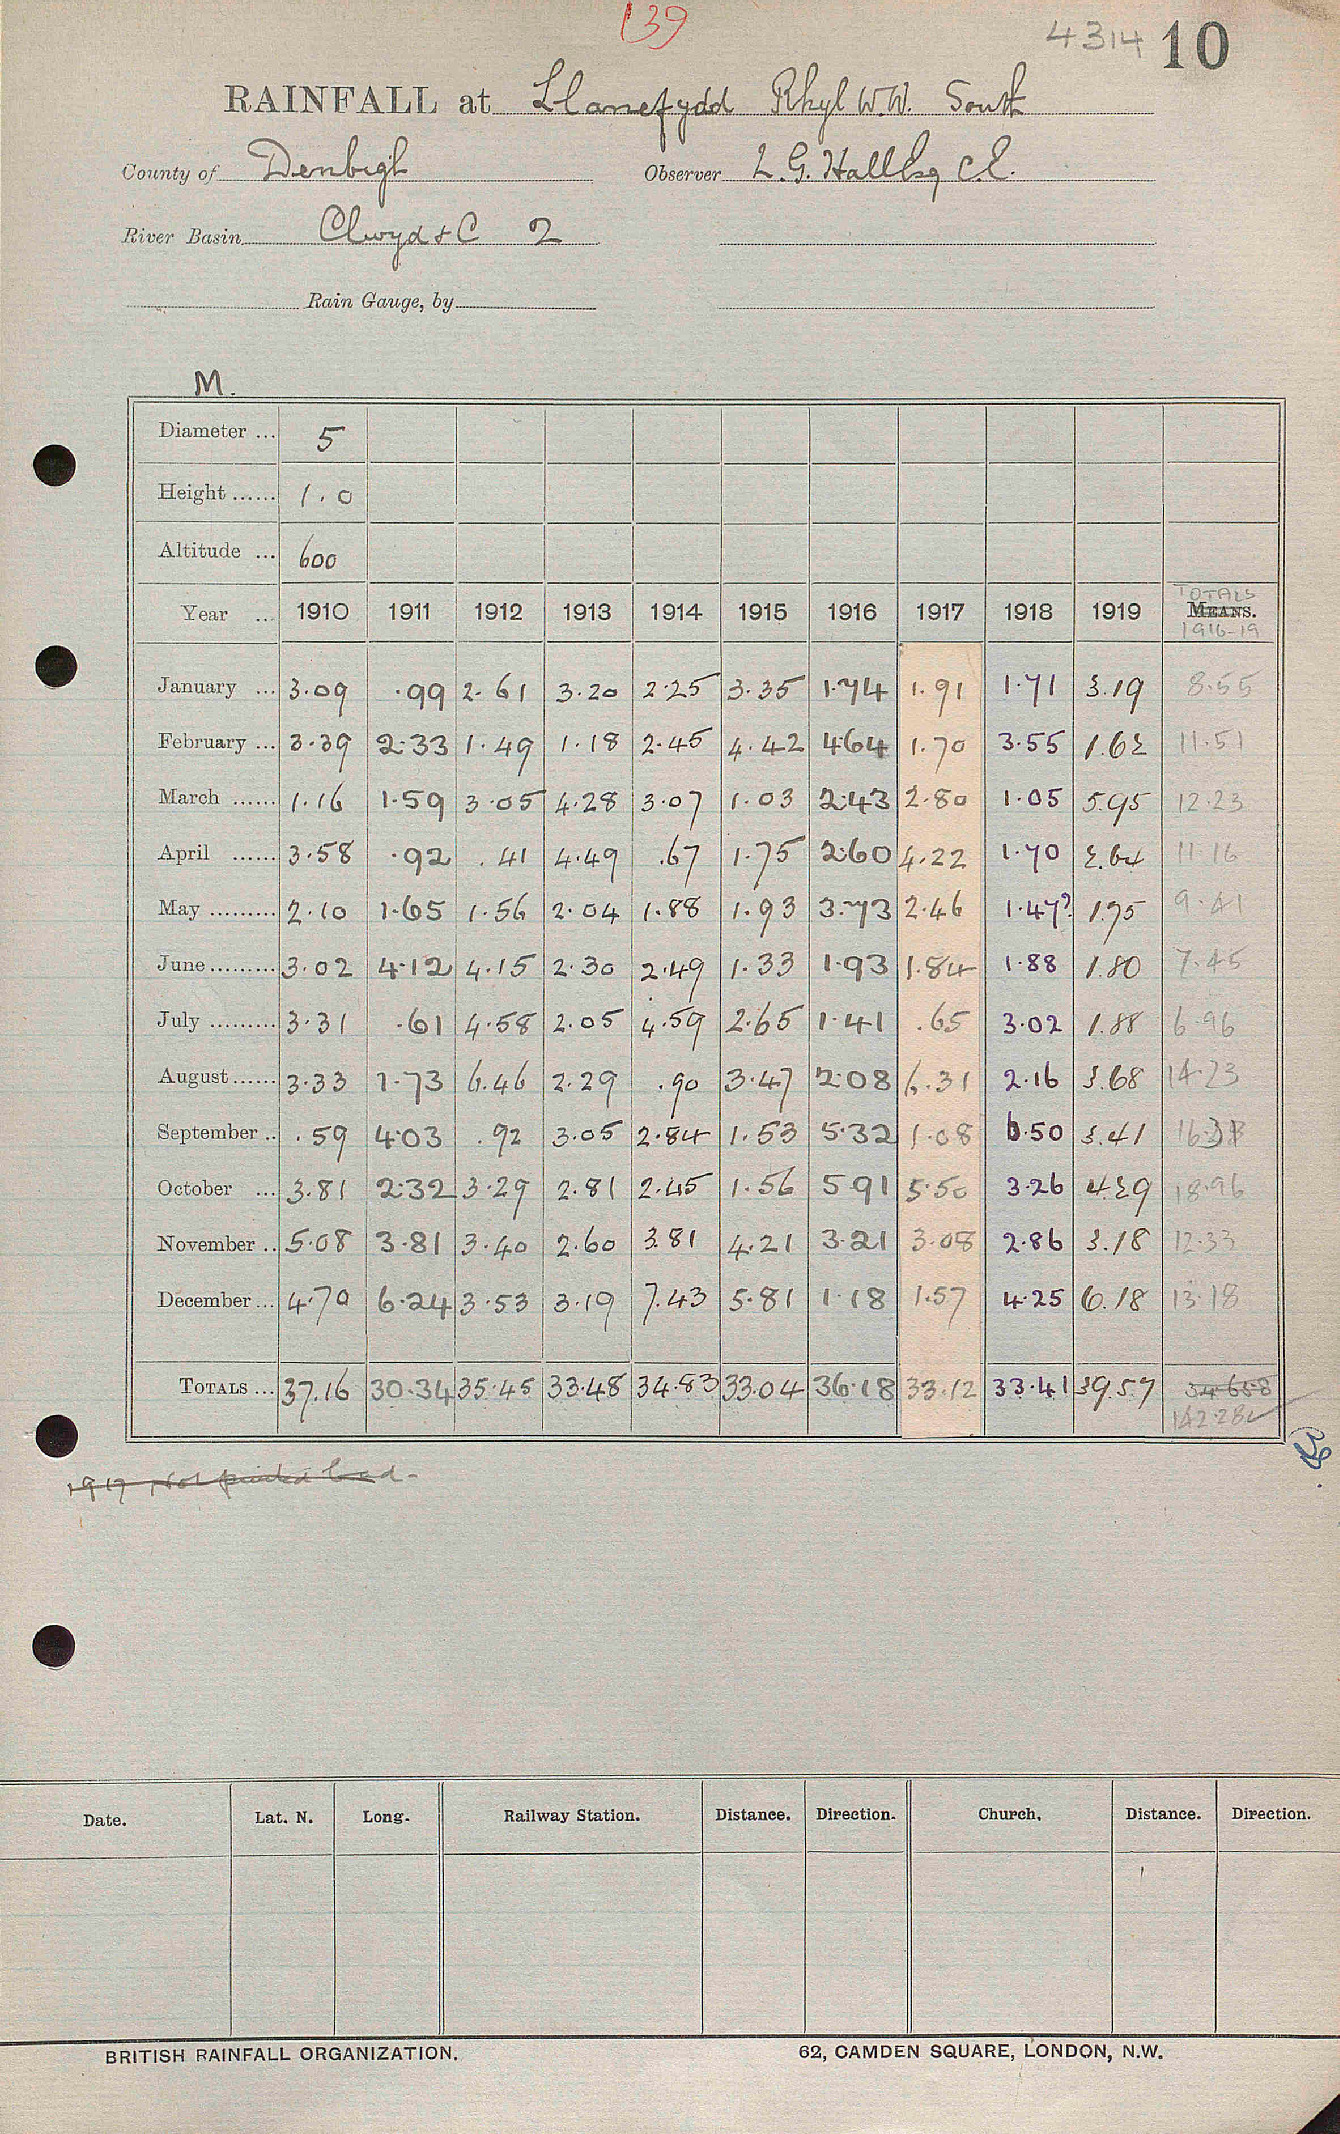 139
4314 10
RAINFALL at Llanefydd Rhyl W.W. South
County of Denbigh Observer L. G. Hall Esq C.E.
River Basin Clwyd & C 2
Rain Gauge, by
M.
Diameter ... 5
Height ...... 1.0
Altitude ... 600
TOTALS
Year ... 1910 1911 1912 1913 1914 1915 1916 1917 1918 1919 MEANS.
1916-19
January ... 3.09 .99 2.61 3.20 2.25 3.35 1.74 1.91 1.71 3.19 8.55
February ... 3.39 2.33 1.49 1.18 2.45 4.42 4.64 1.70 3.55 1.62 11.51
March ...... 1.16 1.59 3.05 4.28 3.07 1.03 2.43 2.80 1.05 5.95 12.23
April ...... 3.58 .92 .41 4.49 .67 1.75 2.60 4.22 1.70 2.64 11.16
May ......... 2.10 1.65 1.56 2.04 1.88 1.93 3.73 2.46 1.47? 1.75 9.41
June ......... 3.02 4.12 4.15 2.30 2.49 1.33 1.93 1.84 1.88 1.80 7.45
July ......... 3.31 .61 4.58 2.05 4.59 2.65 1.41 .65 3.02 1.88 6.96
August ...... 3.33 1.73 6.46 2.29 .90 3.47 2.08 6.31 2.16 3.68 14.23
September .. .59 4.03 .92 3.05 2.84 1.53 5.32 1.08 6.50 3.41 16.31
October ... 3.81 2.32 3.29 2.81 2.45 1.56 5.91 5.50 3.26 4.29 18.96
November .. 5.08 3.81 3.40 2.60 3.81 4.21 3.21 3.08 2.86 3.18 12.33
December ... 4.70 6.24 3.53 3.19 7.43 5.81 1.18 1.57 4.25 6.18 13.18
TOTALS ... 37.16 30.34 35.45 33.48 34.83 33.04 36.18 33.12 33.41 39.57
142.28
1917 Not printed
Date. Lat. N. Long. Railway Station. Distance. Direction. Church. Distance. Direction.
BRITISH RAINFALL ORGANIZATION. 62, CAMDEN SQUARE, LONDON, N.W.